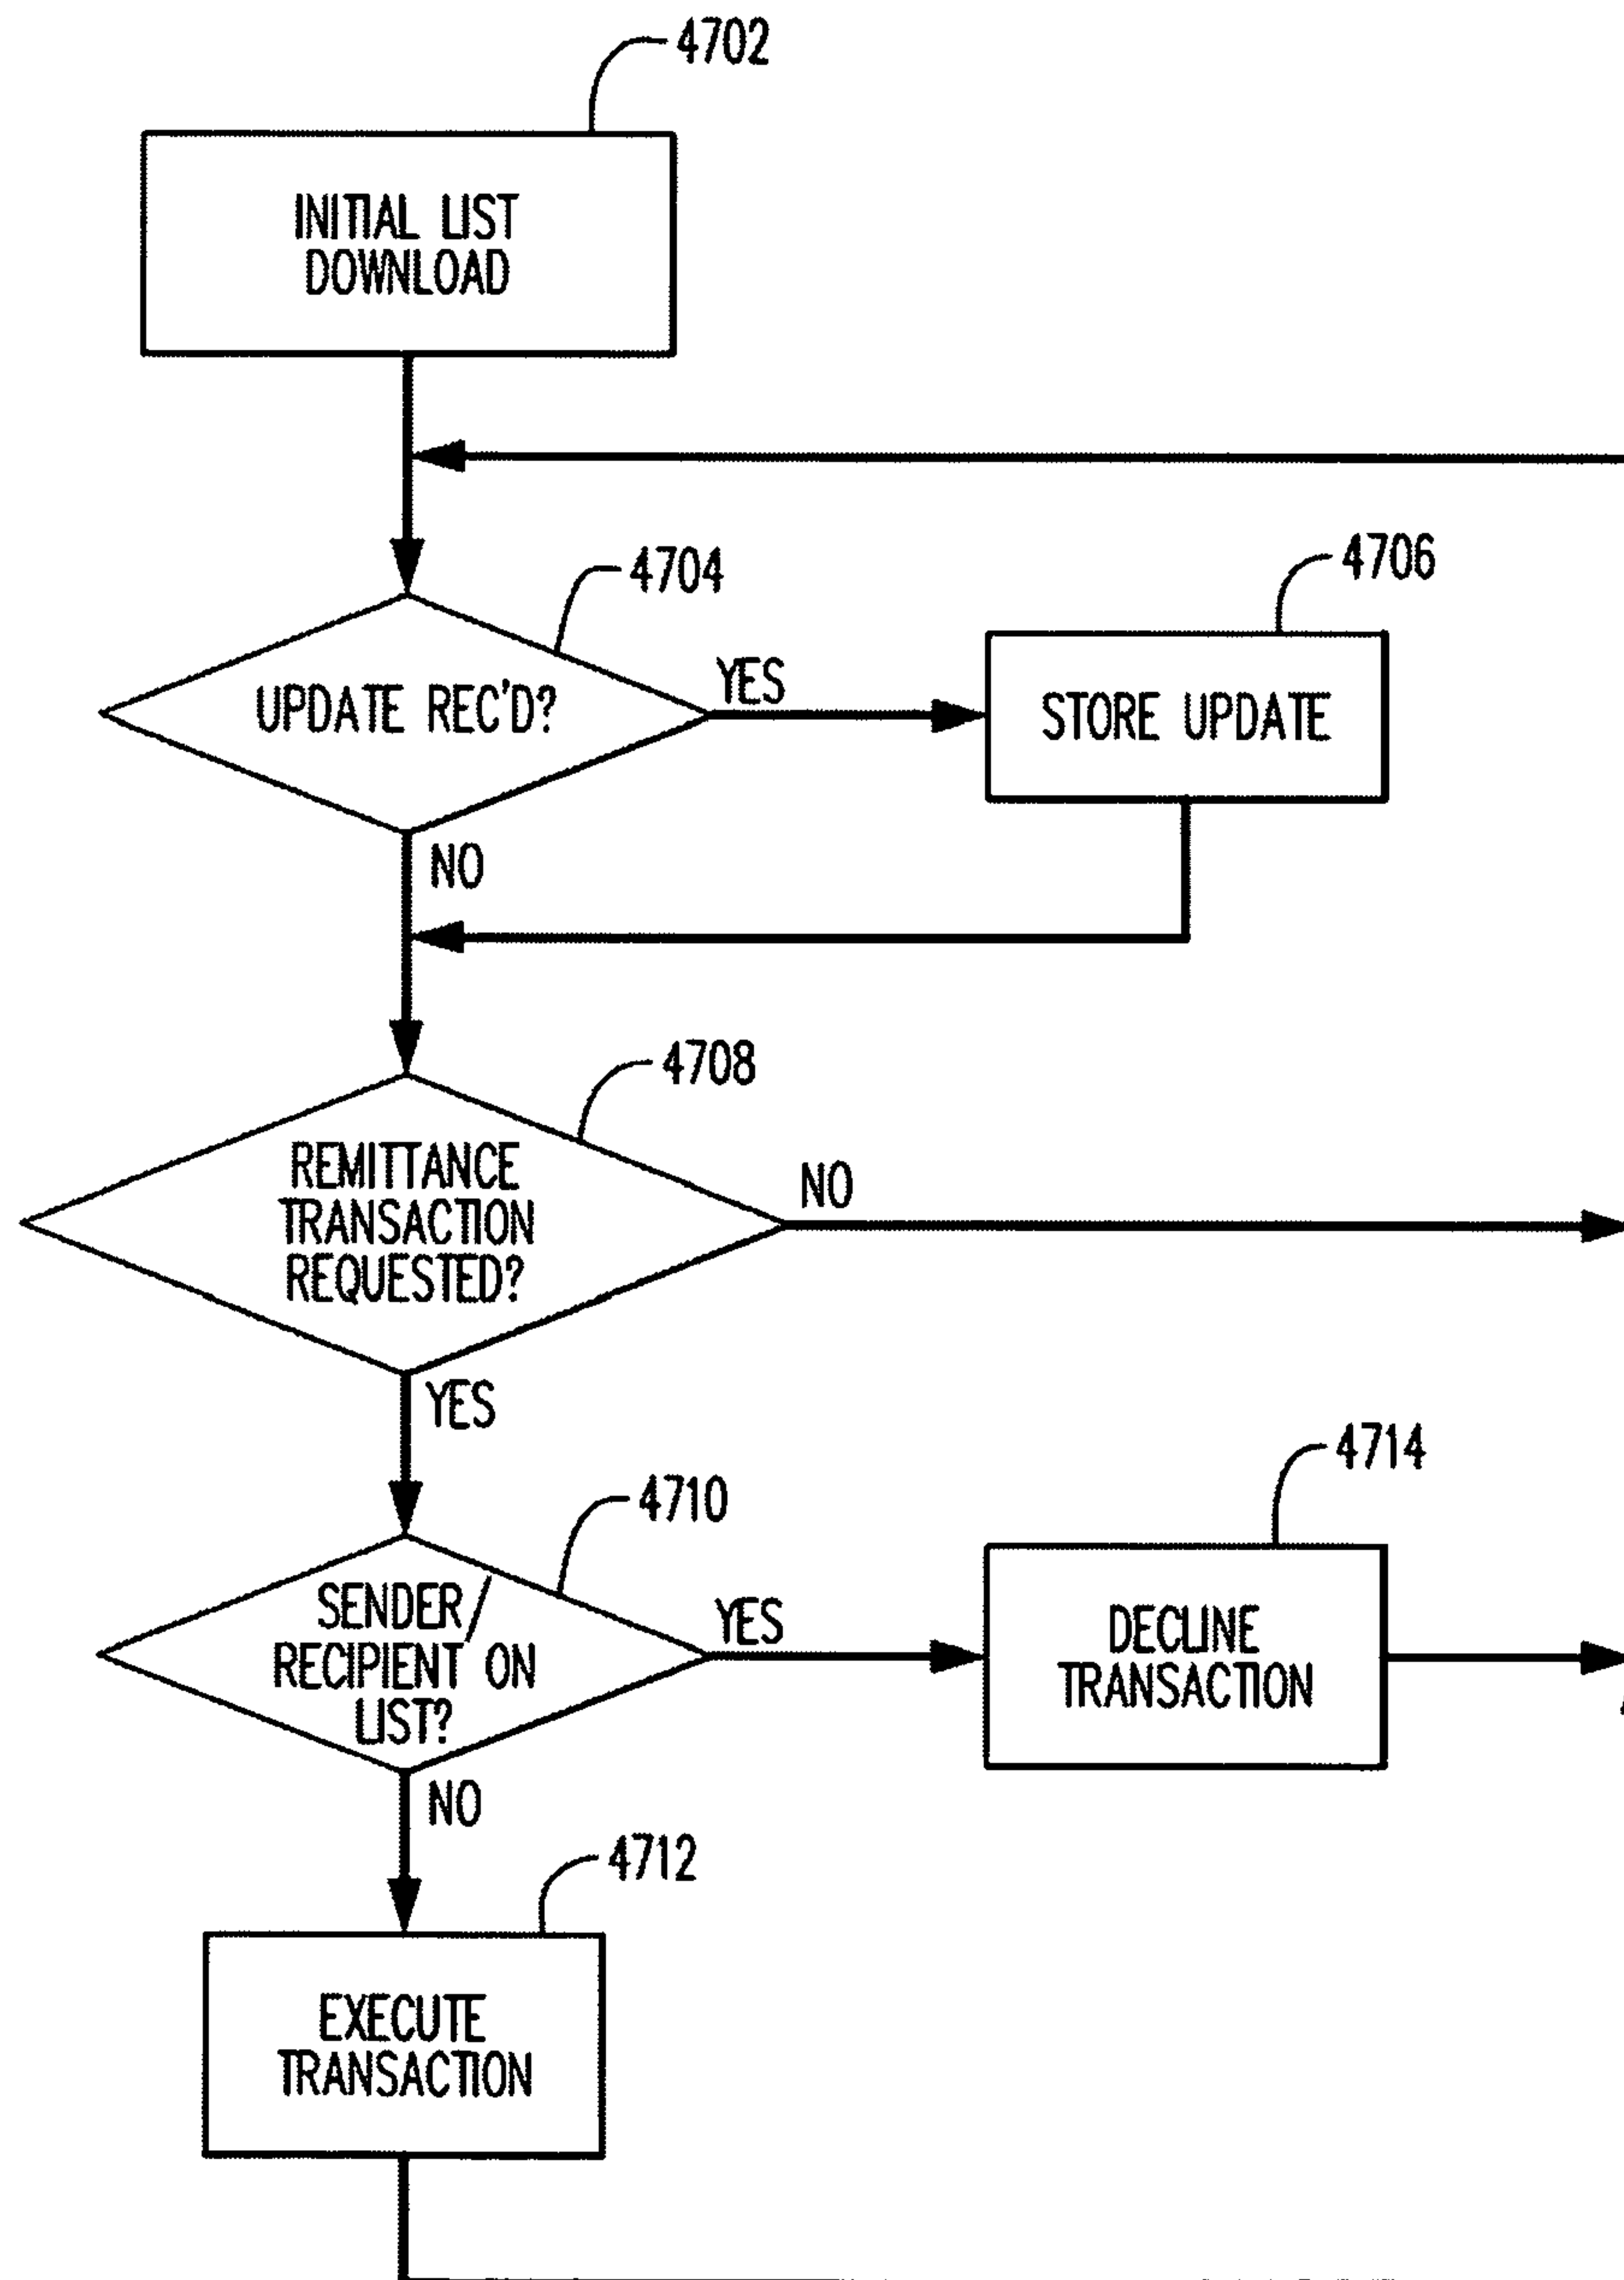 4702
INITIAL LIST
DOWNLOAD
4704
4706
UPDATE REC'D?
YES
STORE UPDATE
NO
4708
REMITTANCE
TRANSACTION
REQUESTED?
NO
YES
4710
4714
SENDER/
RECIPIENT ON
LIST?
YES
DECLINE
TRANSACTION
NO
4712
EXECUTE
TRANSACTION